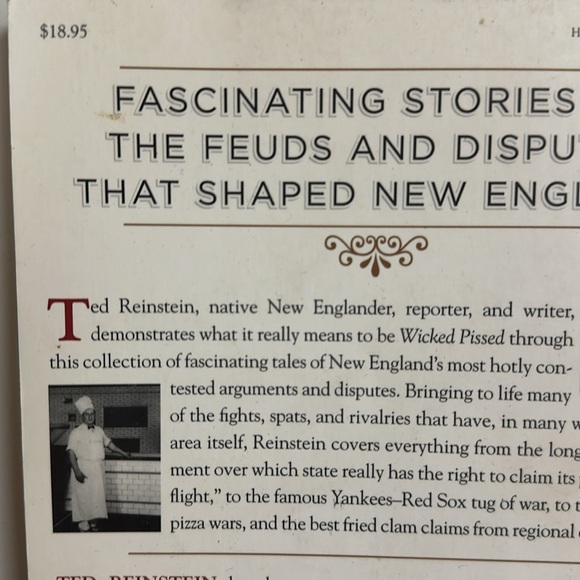 $18.95
H
FASCINATING STORIES
THE FEUDS AND DISPU
THAT SHAPED NEW ENGL
Ted Reinstein, native New Englander, reporter, and writer,
demonstrates what it really means to be Wicked Pissed through
this collection of fascinating tales of New England's most hotly con-
tested arguments and disputes. Bringing to life many
of the fights, spats, and rivalries that have, in many w
area itself, Reinstein covers everything from the long
ment over which state really has the right to claim its
flight,” to the famous Yankees–Red Sox tug of war, to t
pizza wars, and the best fried clam claims from regional
TED REINSTEIN